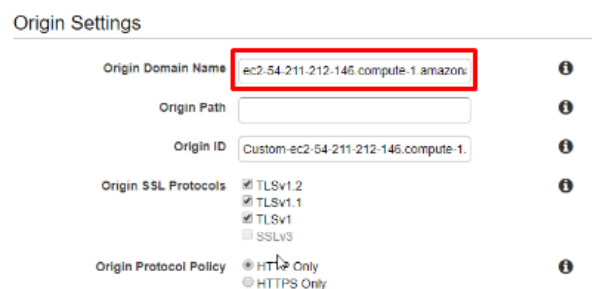 Origin Settings
Origin Domain Name ec2-54-211-212-146.compute-1.amazon
Origin Path
Origin ID Custom-ec2-54-211-212-146.compute-1.
Origin SSL Protocols TLSv1.2
TLSv1.1
TLSv1
SSLv3
Origin Protocol Policy HTTP Only
HTTPS Only